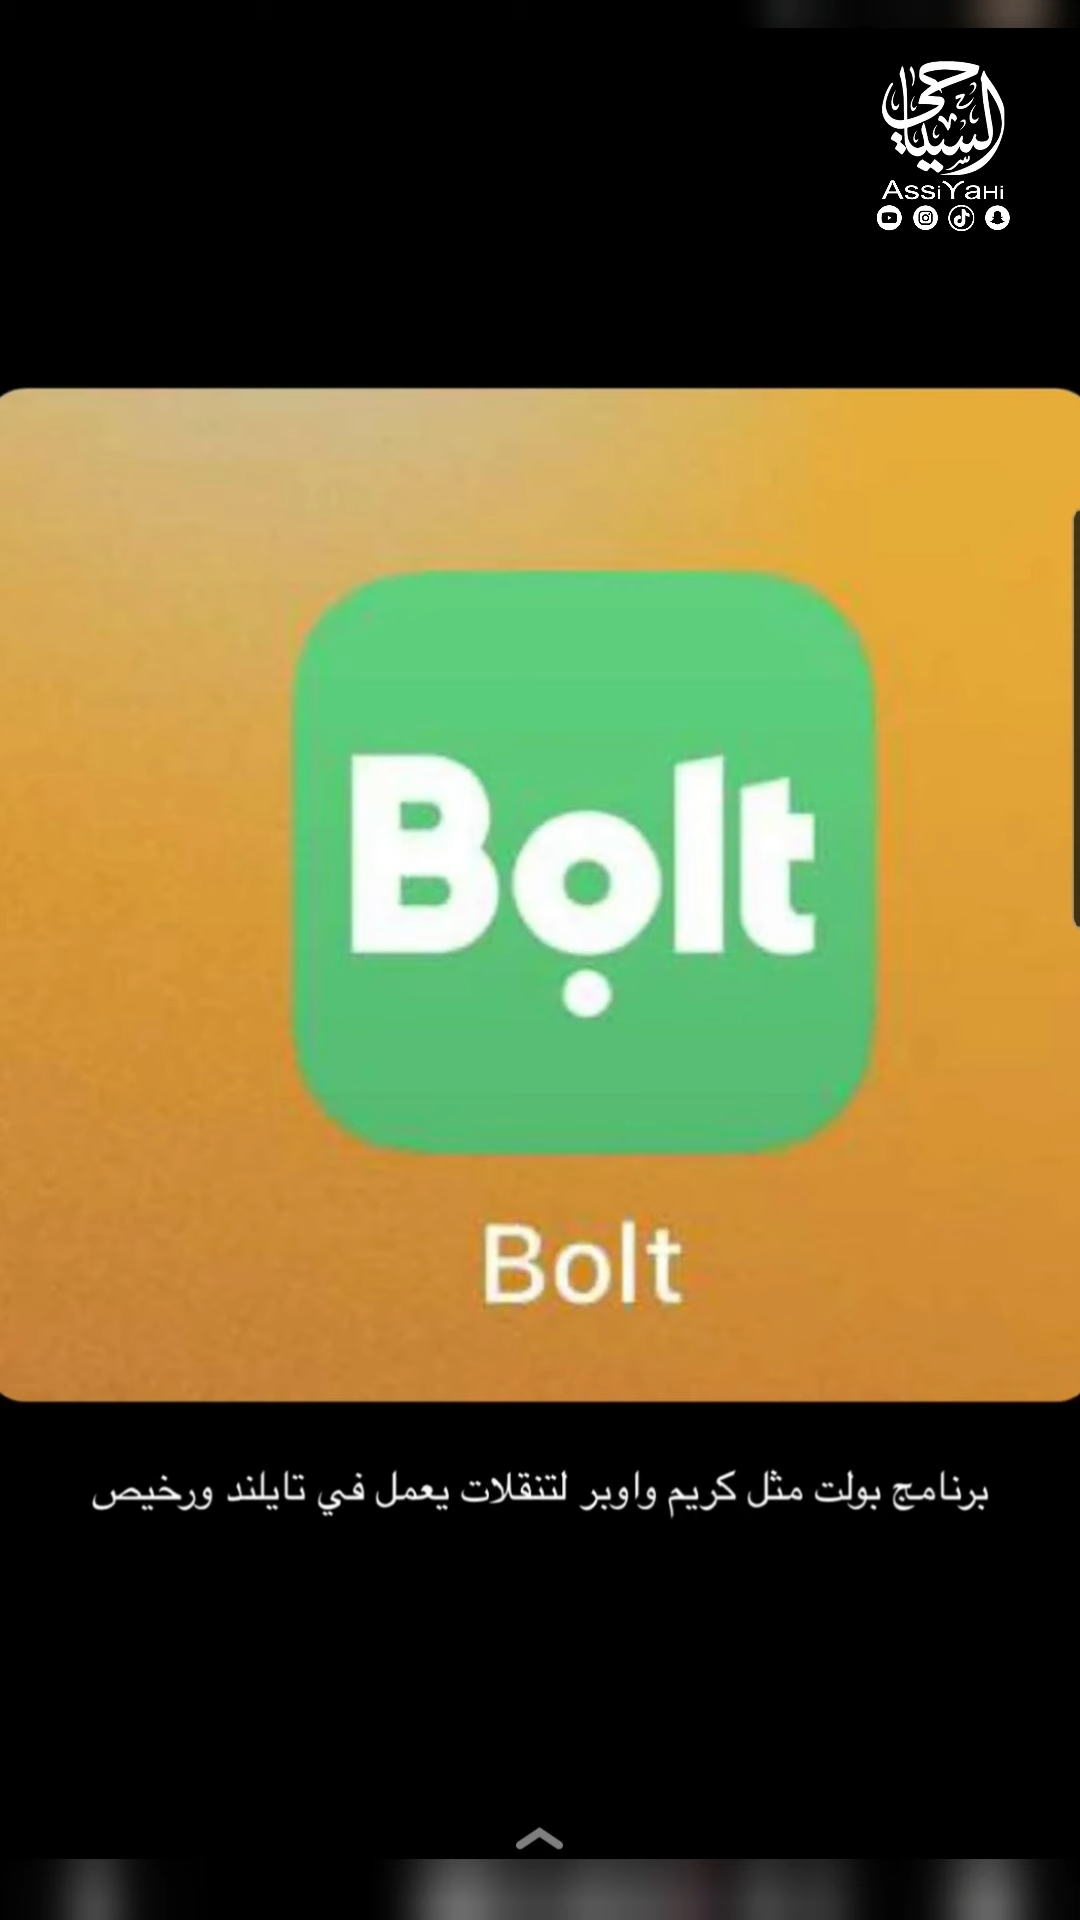 السياحي
AssiYaHi
Bolt
Bolt
برنامج بولت مثل كريم واوبر لتنقلات يعمل في تايلند ورخيص